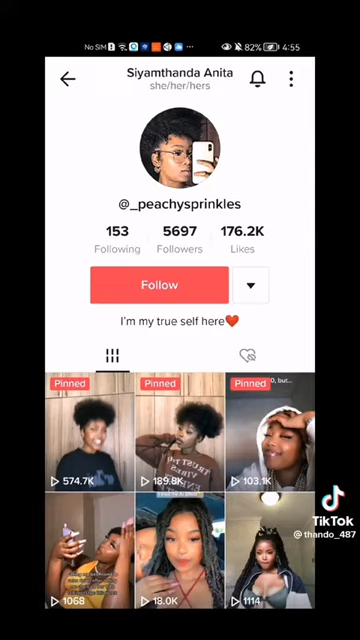 No SIM
82%
4:55
Siyamthanda Anita
she/her/hers
@_peachysprinkles
153
5697
176.2K
Following
Followers
Likes
Follow
I'm my true self here❤️
Pinned
Pinned
Pinned
574.7K
189.8K
103.1K
1068
18.0K
1114
TikTok
@thando_487